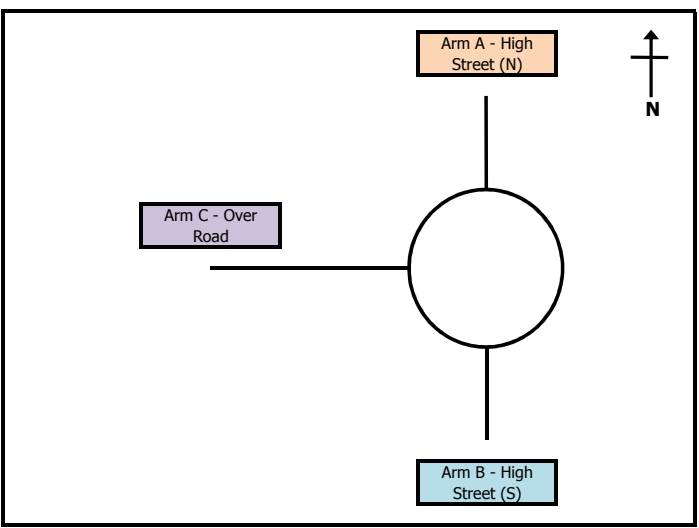 Arm A - High
Street (N)
N
Arm C - Over
Road
Arm B - High
Street (S)